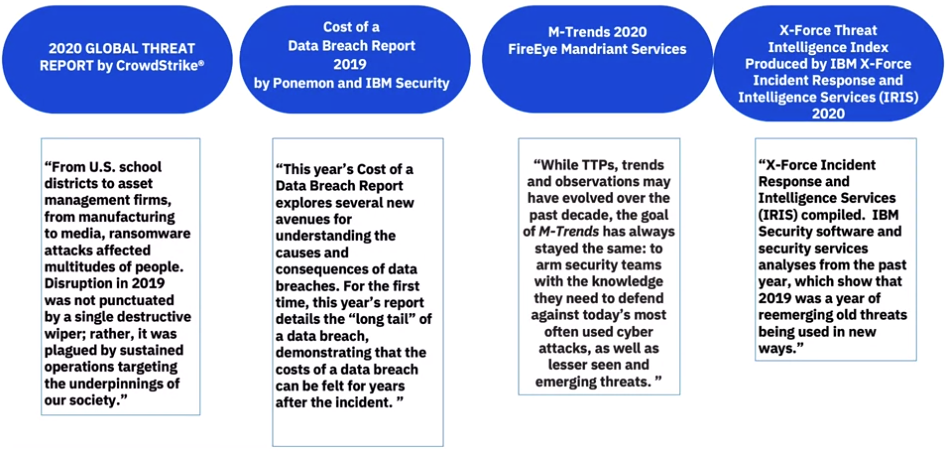 2020 GLOBAL THREAT
REPORT by CrowdStrike®
Cost of a
Data Breach Report
2019
by Ponemon and IBM Security
M-Trends 2020
FireEye Mandriant Services
X-Force Threat
Intelligence Index
Produced by IBM X-Force
Incident Response and
Intelligence Services (IRIS)
2020
“From U.S. school
districts to asset
management firms,
from manufacturing
to media, ransomware
attacks affected
multitudes of people.
Disruption in 2019
was not punctuated
by a single destructive
wiper; rather, it was
plagued by sustained
operations targeting
the underpinnings of
our society.”
“This year’s Cost of a
Data Breach Report
explores several new
avenues for
understanding the
causes and
consequences of data
breaches. For the first
time, this year’s report
details the “long tail” of
a data breach,
demonstrating that the
costs of a data breach
can be felt for years
after the incident. ”
“While TTPs, trends
and observations may
have evolved over the
past decade, the goal
of M-Trends has always
stayed the same: to
arm security teams
with the knowledge
they need to defend
against today’s most
often used cyber
attacks, as well as
lesser seen and
emerging threats. ”
“X-Force Incident
Response and
Intelligence Services
(IRIS) compiled.  IBM
Security software and
security services
analyses from the past
year, which show that
2019 was a year of
reemerging old threats
being used in new
ways.”